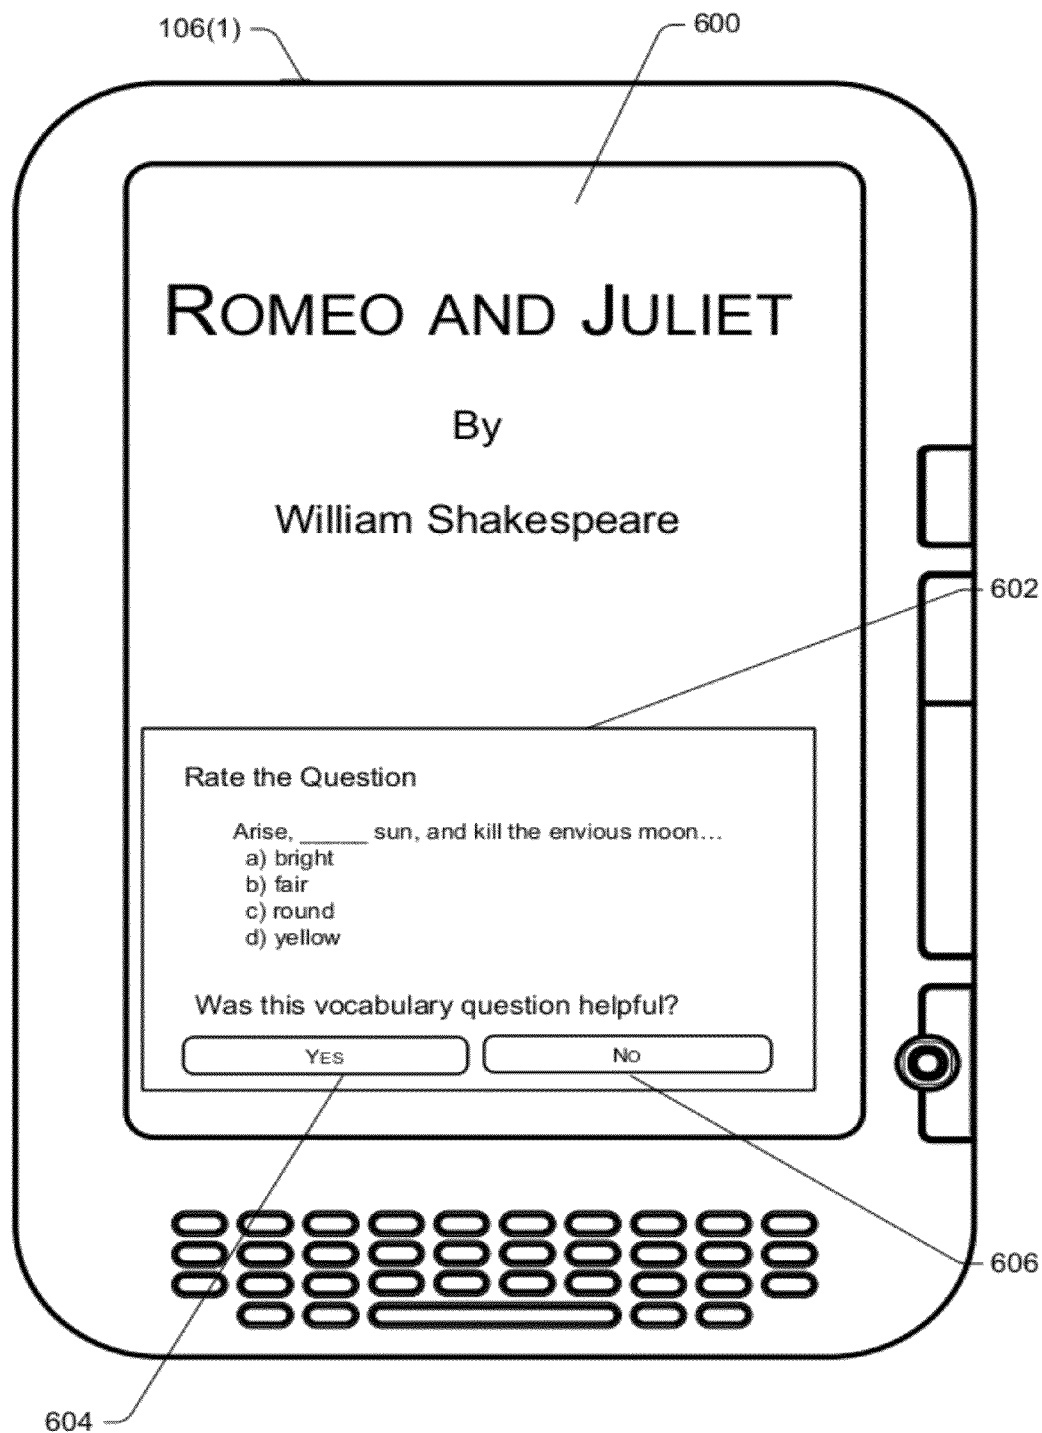 106(1)
600
ROMEO AND JULIET
By
William Shakespeare
602
Rate the Question
Arise, _____ sun, and kill the envious moon…
a) bright
b) fair
c) round
d) yellow
Was this vocabulary question helpful?
YES NO
606
604